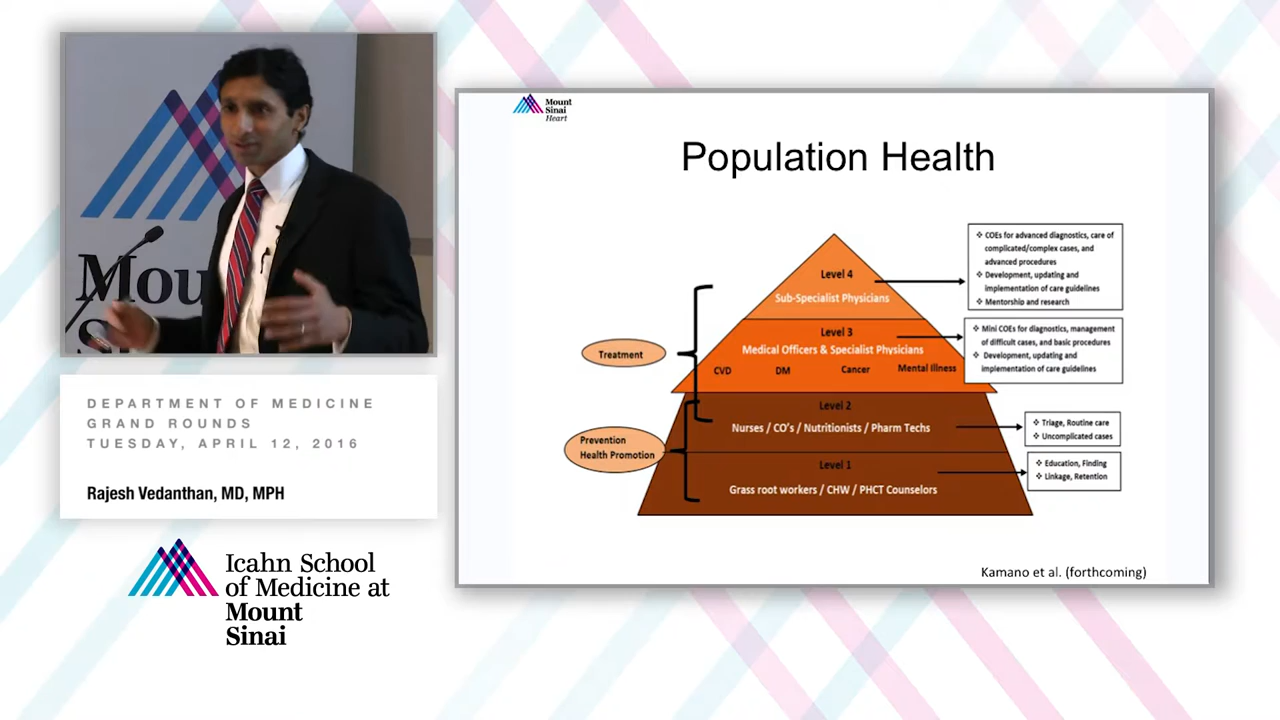 Mou
S
DEPARTMENT OF MEDICINE
GRAND ROUNDS
TUESDAY, APRIL 12, 2016
Rajesh Vedanthan, MD, MPH
Icahn School
of Medicine at
Mount
Sinai
Mount
Sinai
Heart
Population Health
Level 4
Sub-Specialist Physicians
Level 3
Medical Officers & Specialist Physicians
CVD DM Cancer Mental Illness
Level 2
Nurses / CO's / Nutritionists / Pharm Techs
Level 1
Grass root workers / CHW / PHCT Counselors
Treatment
Prevention
Health Promotion
❖ COEs for advanced diagnostics, care of
complicated/complex cases, and
advanced procedures
❖ Development, updating and
implementation of care guidelines
❖ Mentorship and research
❖ Mini COEs for diagnostics, management
of difficult cases, and basic procedures
❖ Development, updating and
implementation of care guidelines
❖ Triage, Routine care
❖ Uncomplicated cases
❖ Education, Finding
❖ Linkage, Retention
Kamano et al. (forthcoming)